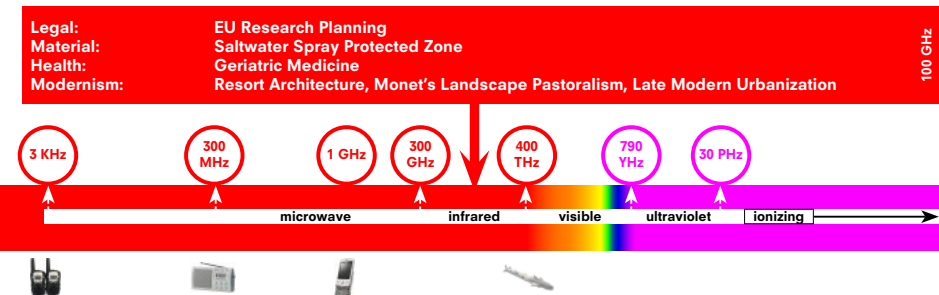 Legal: EU Research Planning
Material: Saltwater Spray Protected Zone
Health: Geriatric Medicine
Modernism: Resort Architecture, Monet's Landscape Pastoralism, Late Modern Urbanization
100 GHz
3 KHz
300 MHz
1 GHz
300 GHz
400 THz
790 YHz
30 PHz
microwave infrared visible ultraviolet ionizing